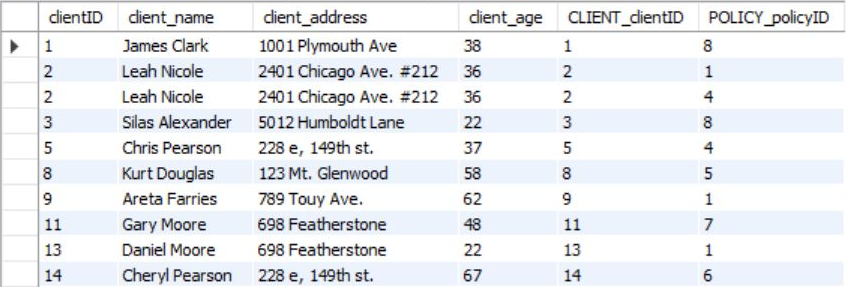 clientID client_name client_address client_age CLIENT_clientID POLICY_policyID
1 James Clark 1001 Plymouth Ave 38 1 8
2 Leah Nicole 2401 Chicago Ave. #212 36 2 1
2 Leah Nicole 2401 Chicago Ave. #212 36 2 4
3 Silas Alexander 5012 Humboldt Lane 22 3 8
5 Chris Pearson 228 e, 149th st. 37 5 4
8 Kurt Douglas 123 Mt. Glenwood 58 8 5
9 Areta Farries 789 Touy Ave. 62 9 1
11 Gary Moore 698 Featherstone 48 11 7
13 Daniel Moore 698 Featherstone 22 13 1
14 Cheryl Pearson 228 e, 149th st. 67 14 6